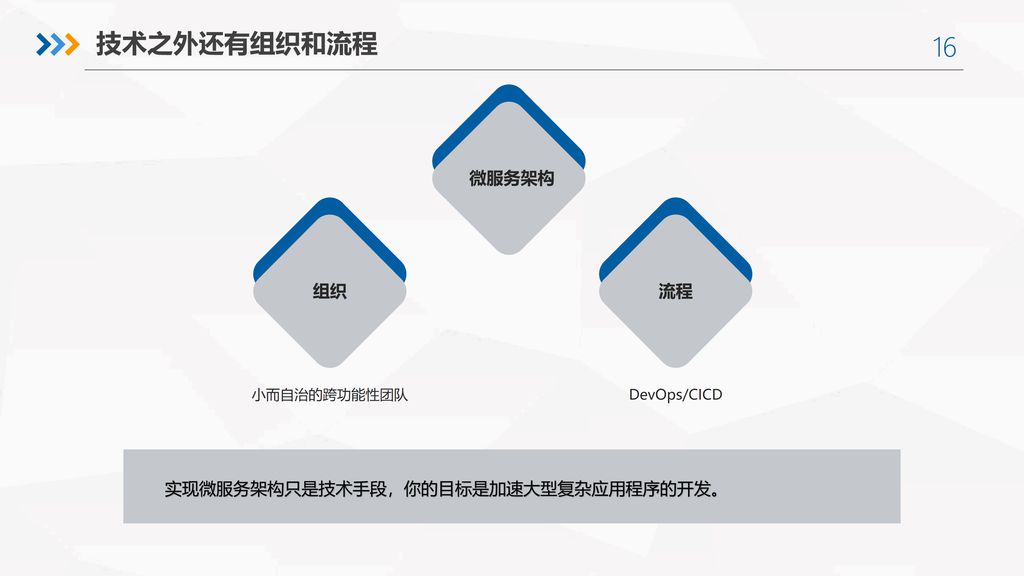 技术之外还有组织和流程
16
微服务架构
组织
流程
小而自治的跨功能性团队
DevOps/CICD
实现微服务架构只是技术手段，你的目标是加速大型复杂应用程序的开发。